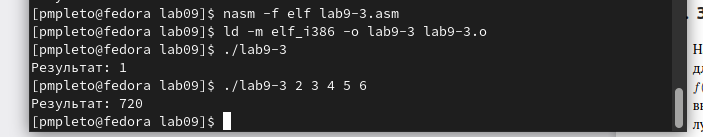 [pmpleto@fedora lab09]$ nasm -f elf lab9-3.asm
[pmpleto@fedora lab09]$ ld -m elf_i386 -o lab9-3 lab9-3.o
[pmpleto@fedora lab09]$ ./lab9-3
Результат: 1
[pmpleto@fedora lab09]$ ./lab9-3 2 3 4 5 6
Результат: 720
[pmpleto@fedora lab09]$